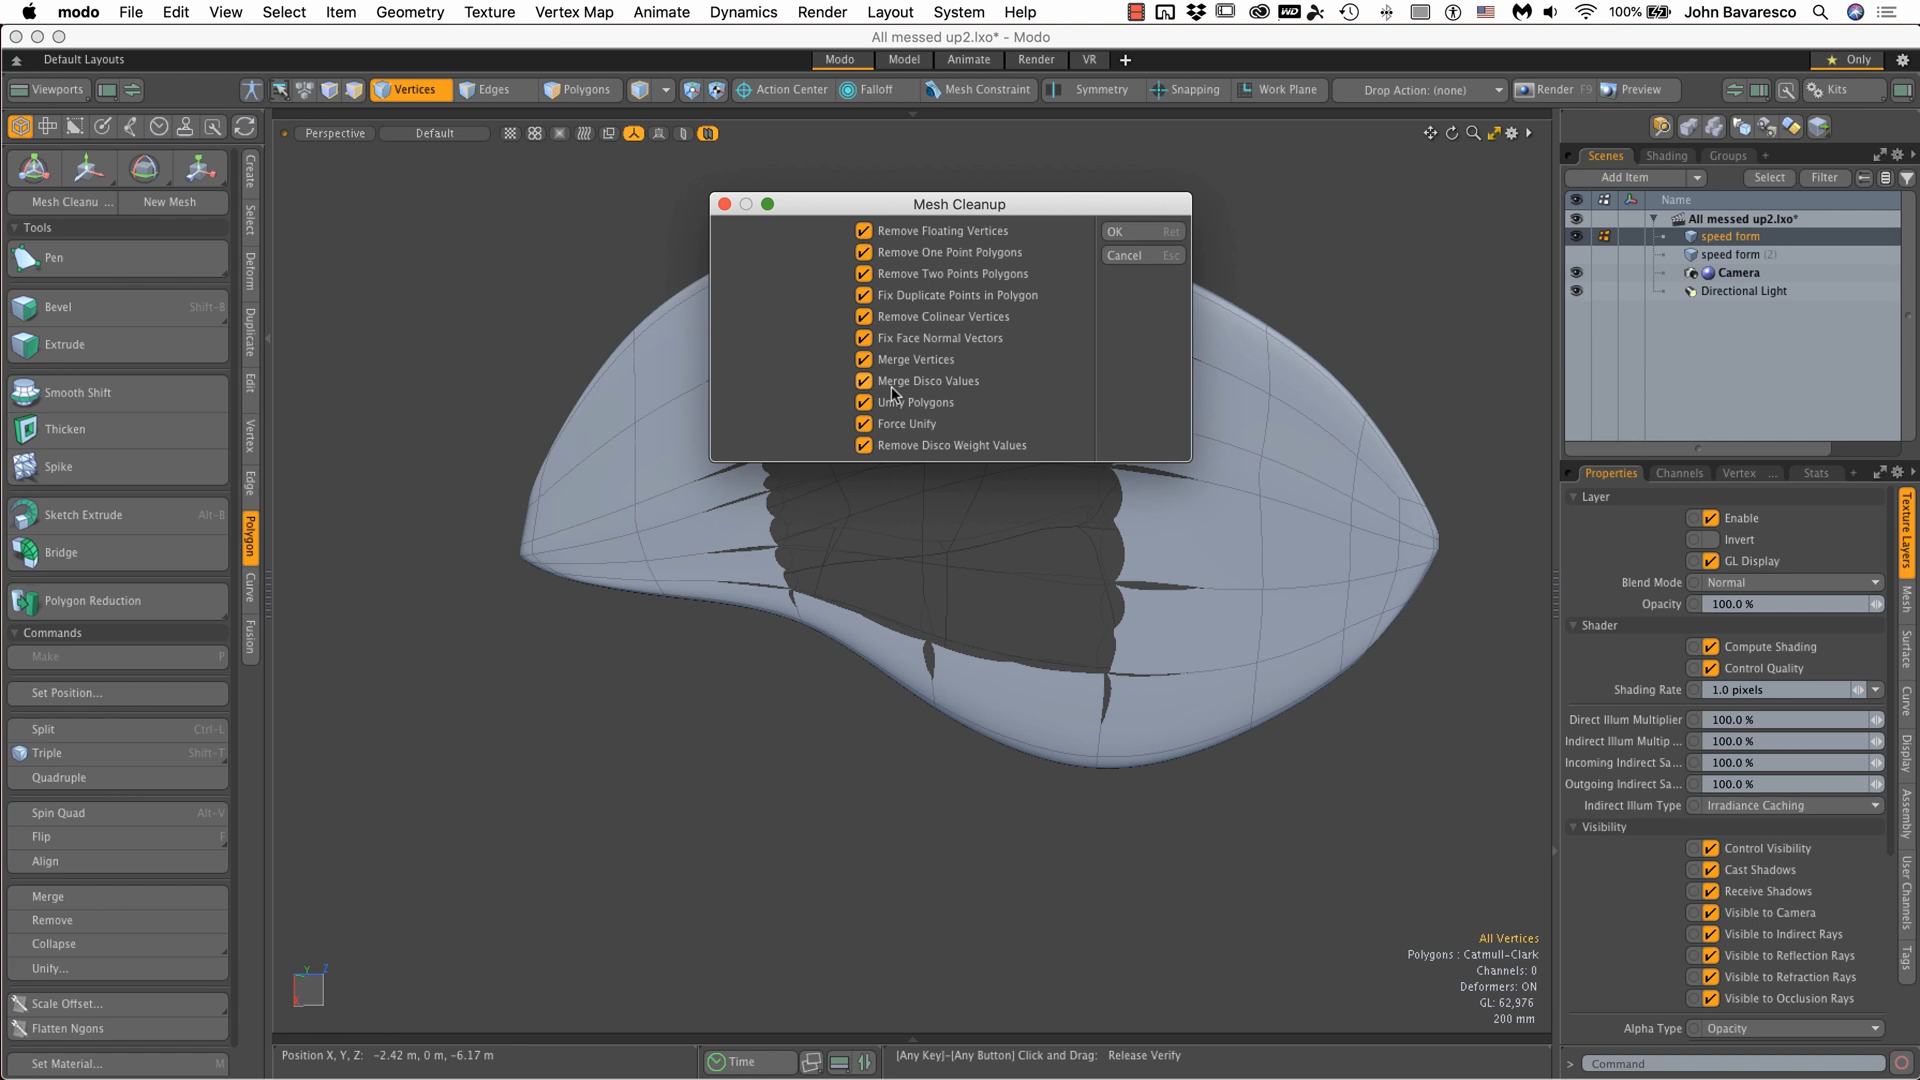 modo File Edit View Select Item Geometry Texture Vertex Map Animate Dynamics Render Layout System Help 100% John Bavaresco
All messed up2.lxo* - Modo
Default Layouts Modo Model Animate Render VR + Only
Viewports Vertices Edges Polygons Action Center Falloff Mesh Constraint Symmetry Snapping Work Plane Drop Action: (none) Render F9 Preview Kits
Mesh Cleanu ... New Mesh
Tools
Pen
Bevel Shift-B
Extrude
Smooth Shift
Thicken
Spike
Sketch Extrude Alt-B
Bridge
Polygon Reduction
Commands
Make P
Set Position...
Split Ctrl-L
Triple Shift-T
Quadruple
Spin Quad Alt-V
Flip F
Align
Merge
Remove
Collapse
Unify...
Scale Offset...
Flatten Ngons
Set Material... M
Create
Select
Deform
Duplicate
Edit
Vertex
Edge
Polygon
Curve
Fusion
Perspective Default
Mesh Cleanup
Remove Floating Vertices
Remove One Point Polygons
Remove Two Points Polygons
Fix Duplicate Points in Polygon
Remove Colinear Vertices
Fix Face Normal Vectors
Merge Vertices
Merge Disco Values
Unify Polygons
Force Unify
Remove Disco Weight Values
OK Ret
Cancel Esc
Y Z
X
All Vertices
Polygons : Catmull-Clark
Channels: 0
Deformers: ON
GL: 62,976
200 mm
Position X, Y, Z: -2.42 m, 0 m, -6.17 m
Time
[Any Key]-[Any Button] Click and Drag: Release Verify
Scenes Shading Groups +
Add Item Select Filter
Name
All messed up2.lxo*
speed form
speed form (2)
Camera
Directional Light
Properties Channels Vertex ... Stats +
Layer
Enable
Invert
GL Display
Blend Mode Normal
Opacity 100.0 %
Shader
Compute Shading
Control Quality
Shading Rate 1.0 pixels
Direct Illum Multiplier 100.0 %
Indirect Illum Multip ... 100.0 %
Incoming Indirect Sa... 100.0 %
Outgoing Indirect Sa... 100.0 %
Indirect Illum Type Irradiance Caching
Visibility
Control Visibility
Cast Shadows
Receive Shadows
Visible to Camera
Visible to Indirect Rays
Visible to Reflection Rays
Visible to Refraction Rays
Visible to Occlusion Rays
Alpha Type Opacity
> Command
Texture Layers
Mesh
Surface
Curve
Display
Assembly
User Channels
Tags